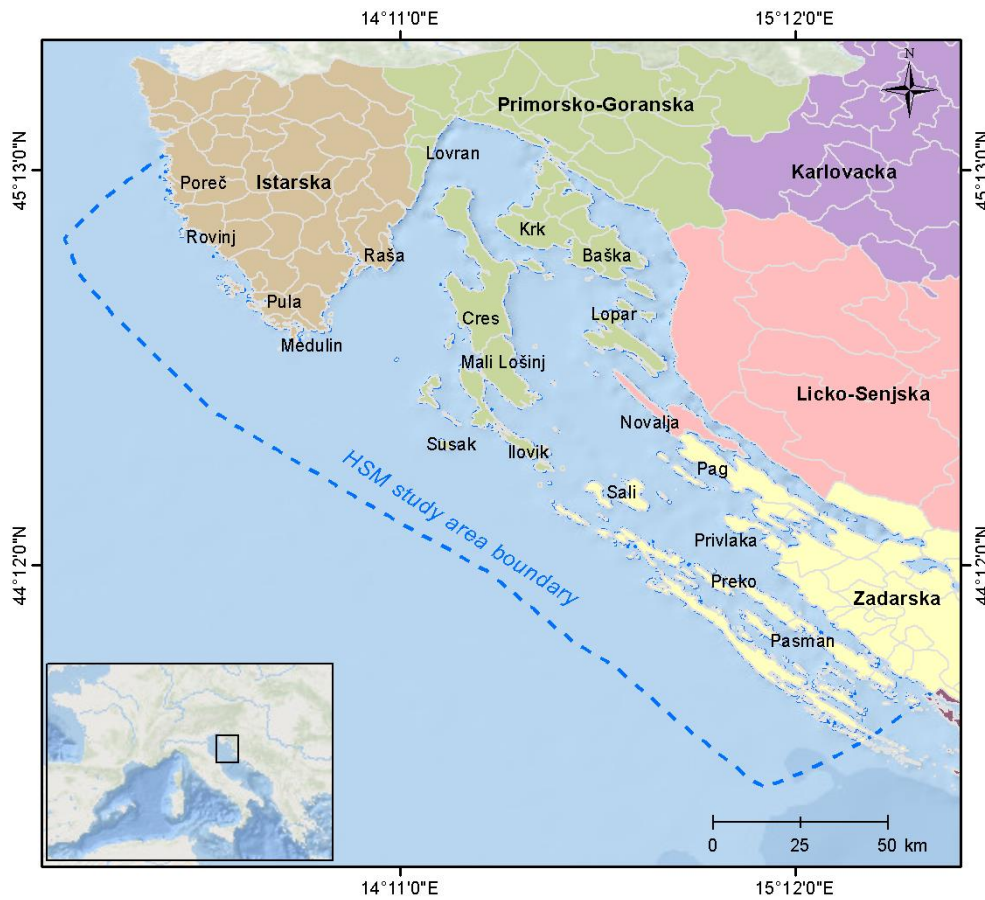 14°11'0"E
15°12'0"E
N
Primorsko-Goranska
Lovran
45°13'0"N
45°13'0"N
Karlovacka
Poreč
Istarska
Krk
Rovinj
Raša
Baška
Pula
Lopar
Cres
Medulin
Mali Lošinj
Licko-Senjska
Novalja
Susak
Ilovik
HSM study area boundary
Pag
Sali
Privlaka
44°12'0"N
44°12'0"N
Preko
Zadarska
Pasman
0 25 50 km
14°11'0"E
15°12'0"E